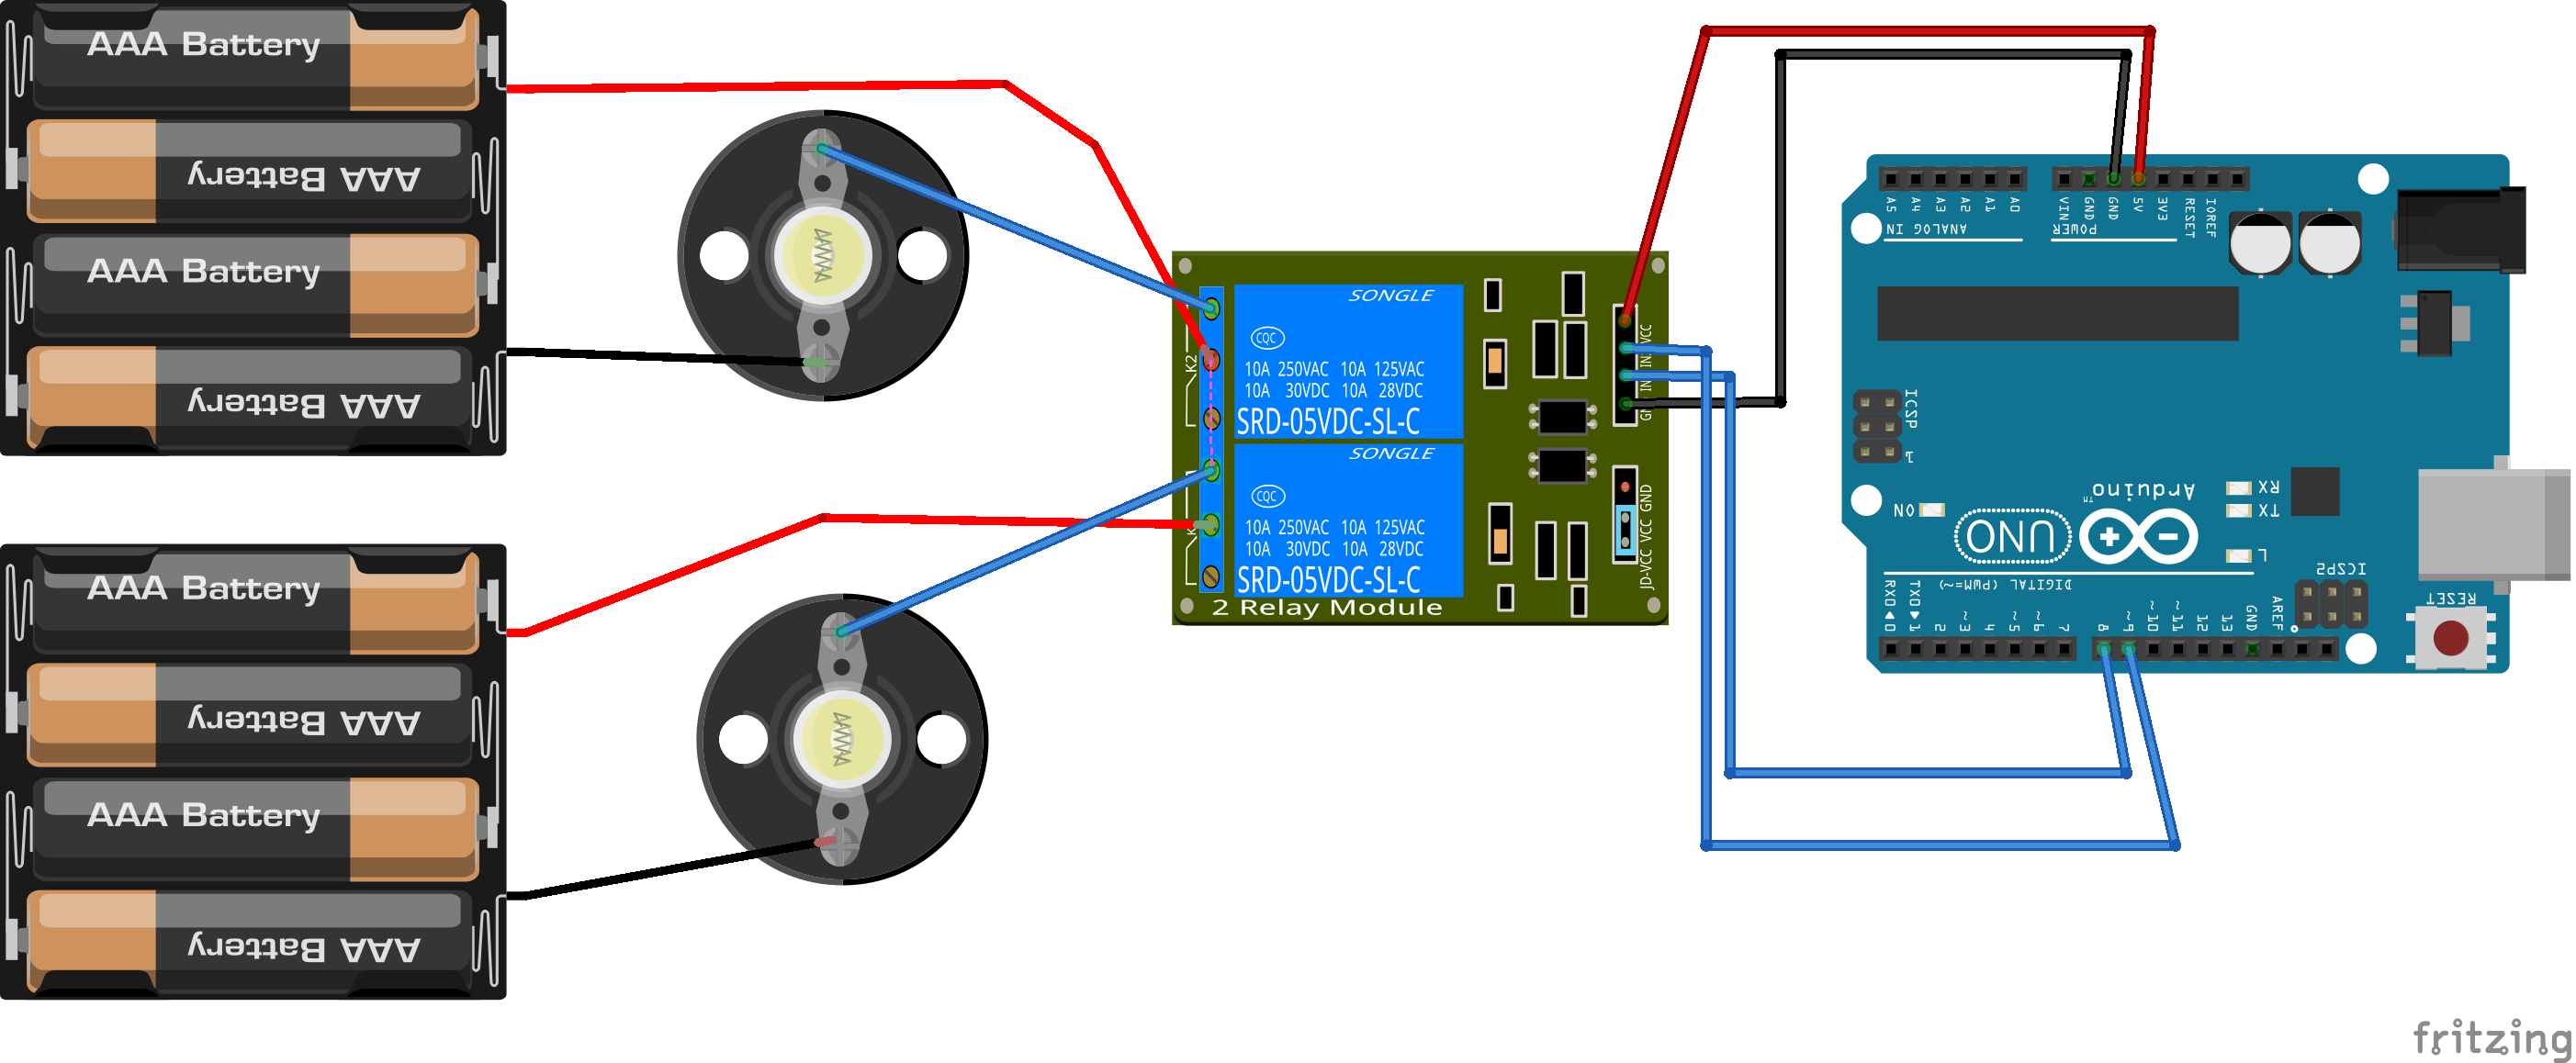 AAA Battery
AAA Battery
AAA Battery
AAA Battery
AAA Battery
AAA Battery
AAA Battery
AAA Battery
K2
SONGLE
CQC
10A 250VAC 10A 125VAC
10A 30VDC 10A 28VDC
SRD-05VDC-SL-C
SONGLE
CQC
10A 250VAC 10A 125VAC
10A 30VDC 10A 28VDC
SRD-05VDC-SL-C
2 Relay Module
VCC
GND
JD-VCC VCC GND
A5 A4 A3 A2 A1 A0
ANALOG IN
VIN GND GND 5V 3V3 RESET IOREF
POWER
ICSP
1
ON
UNO
Arduino™
RX
TX
L
ICSP2
RESET
DIGITAL (PWM=~)
RX0◀0 TX0▶1 2 ~3 4 ~5 ~6 7 8 ~9 ~10 ~11 12 13 GND AREF
fritzing